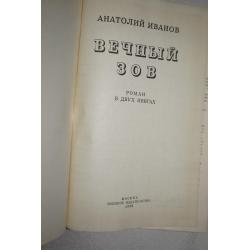 АНАТОЛИЙ ИВАНОВ
ВЕЧНЫЙ
ЗОВ
РОМАН
В ДВУХ КНИГАХ
МОСКВА